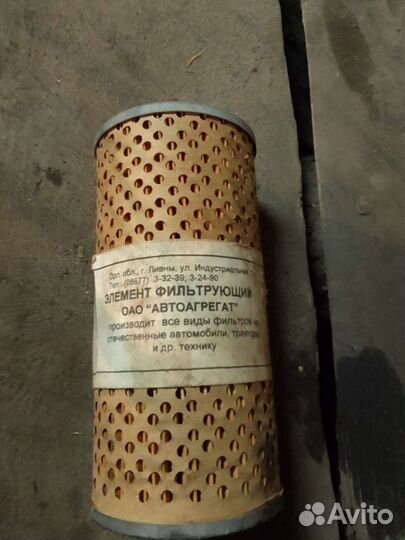 Орл. обл., г. Ливны, ул. Индустриальная
Тел.: (08677) 3-32-39; 3-24-90
ЭЛЕМЕНТ ФИЛЬТРУЮЩИЙ
ОАО "АВТОАГРЕГАТ"
производит все виды фильтров на
отечественные автомобили, тракторы
и др. технику
Avito